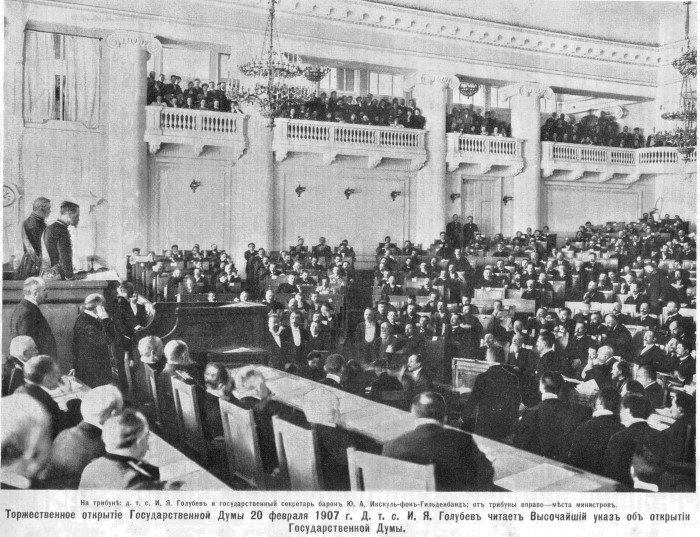 На трибунѣ: д. т. с. И. Я. Голубевъ и государственный секретарь баронъ Ю. А. Икскуль-фонъ-Гильденбандъ; отъ трибуны вправо—мѣста министровъ.
Торжественное открытіе Государственной Думы 20 февраля 1907 г. Д. т. с. И. Я. Голубевъ читаетъ Высочайшій указъ объ открытіи
Государственной Думы.